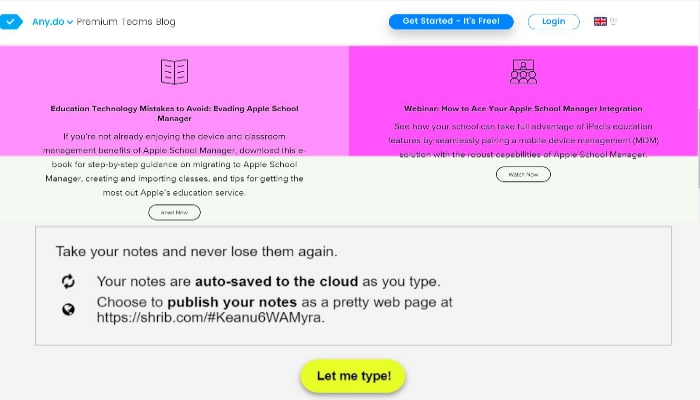 Any.do Premium Teams Blog
Get Started - It's Free!
Login
EN
Education Technology Mistakes to Avoid: Evading Apple School
Manager
If you're not already enjoying the device and classroom
management benefits of Apple School Manager, download this e-
book for step-by-step guidance on migrating to Apple School
Manager, creating and importing classes, and tips for getting the
most out Apple's education service.
Read Now
Webinar: How to Ace Your Apple School Manager Integration
See how your school can take full advantage of iPad's education
features by seamlessly pairing a mobile device management (MDM)
solution with the robust capabilities of Apple School Manager.
Watch Now
Take your notes and never lose them again.
Your notes are auto-saved to the cloud as you type.
Choose to publish your notes as a pretty web page at
https://shrib.com/#Keanu6WAMyra.
Let me type!